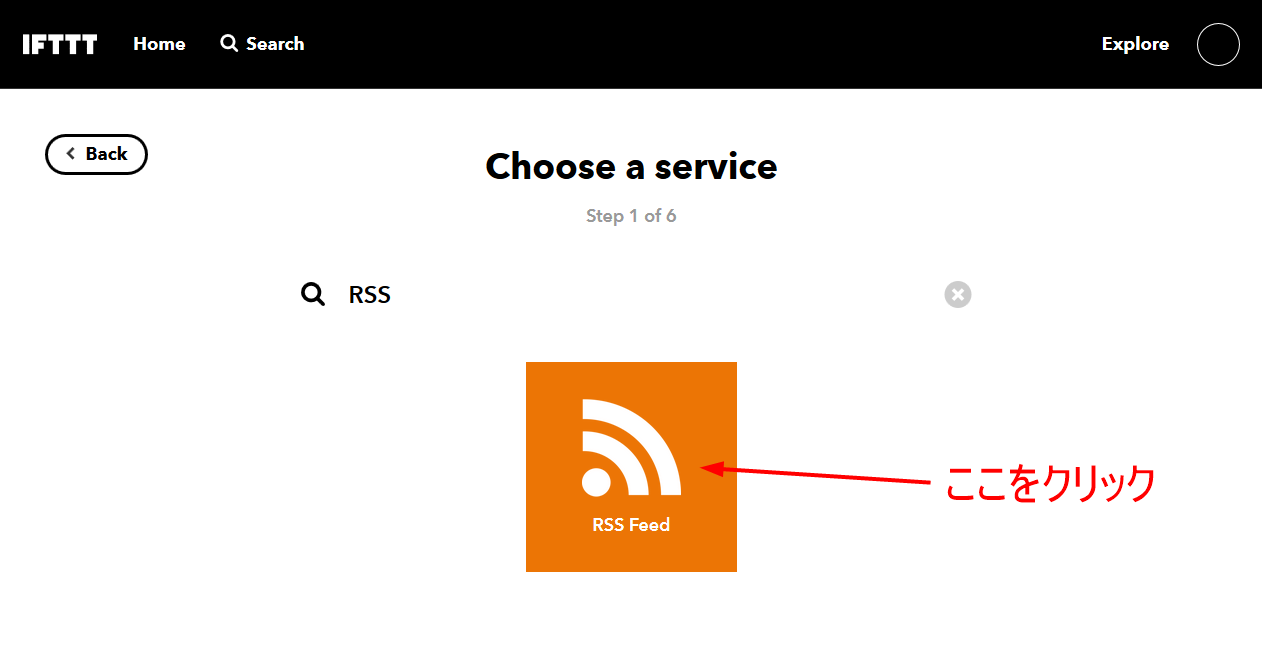 IFTTT Home Search Explore
Back
Choose a service
Step 1 of 6
RSS
RSS Feed
ここをクリック